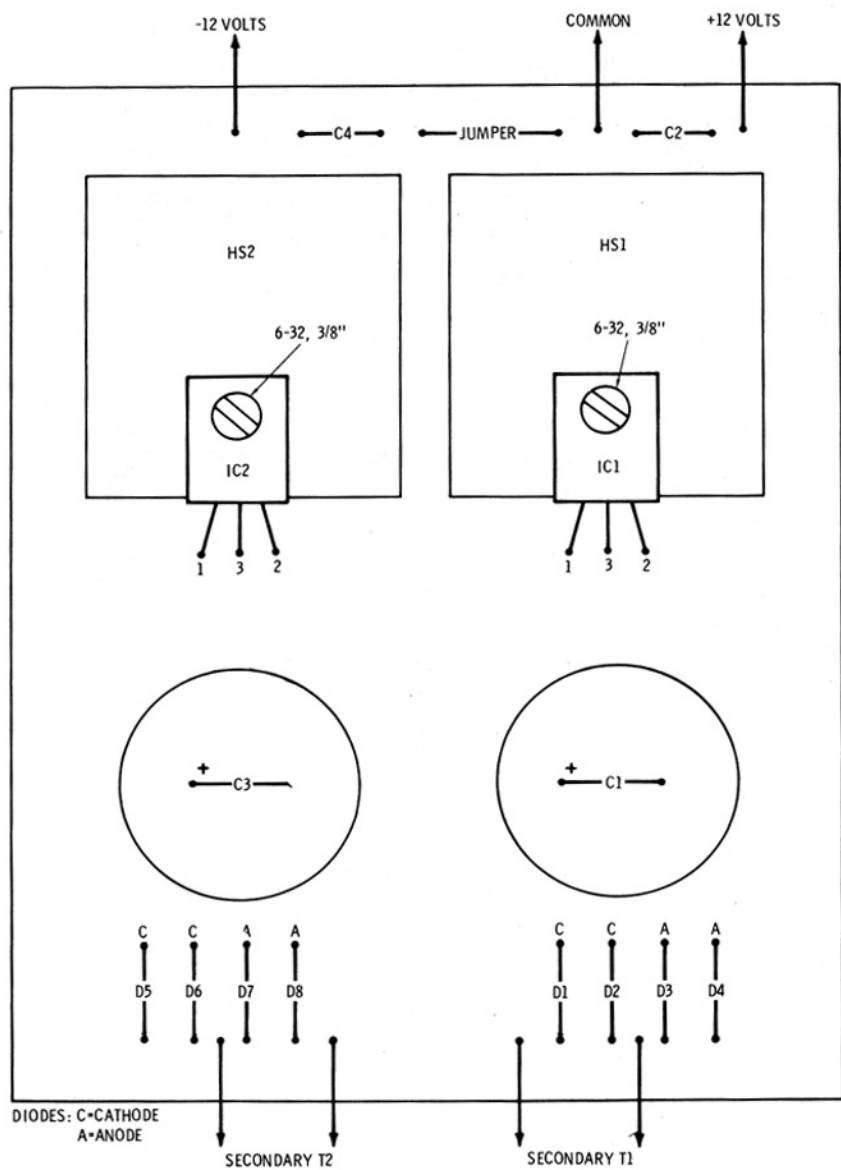 -12 VOLTS
COMMON
+12 VOLTS
C4
JUMPER
C2
HS2
HS1
6-32, 3/8"
6-32, 3/8"
IC2
IC1
1 3 2
1 3 2
+
C3
+
C1
C C A A
C C A A
D5 D6 D7 D8
D1 D2 D3 D4
DIODES: C=CATHODE
A=ANODE
SECONDARY T2
SECONDARY T1